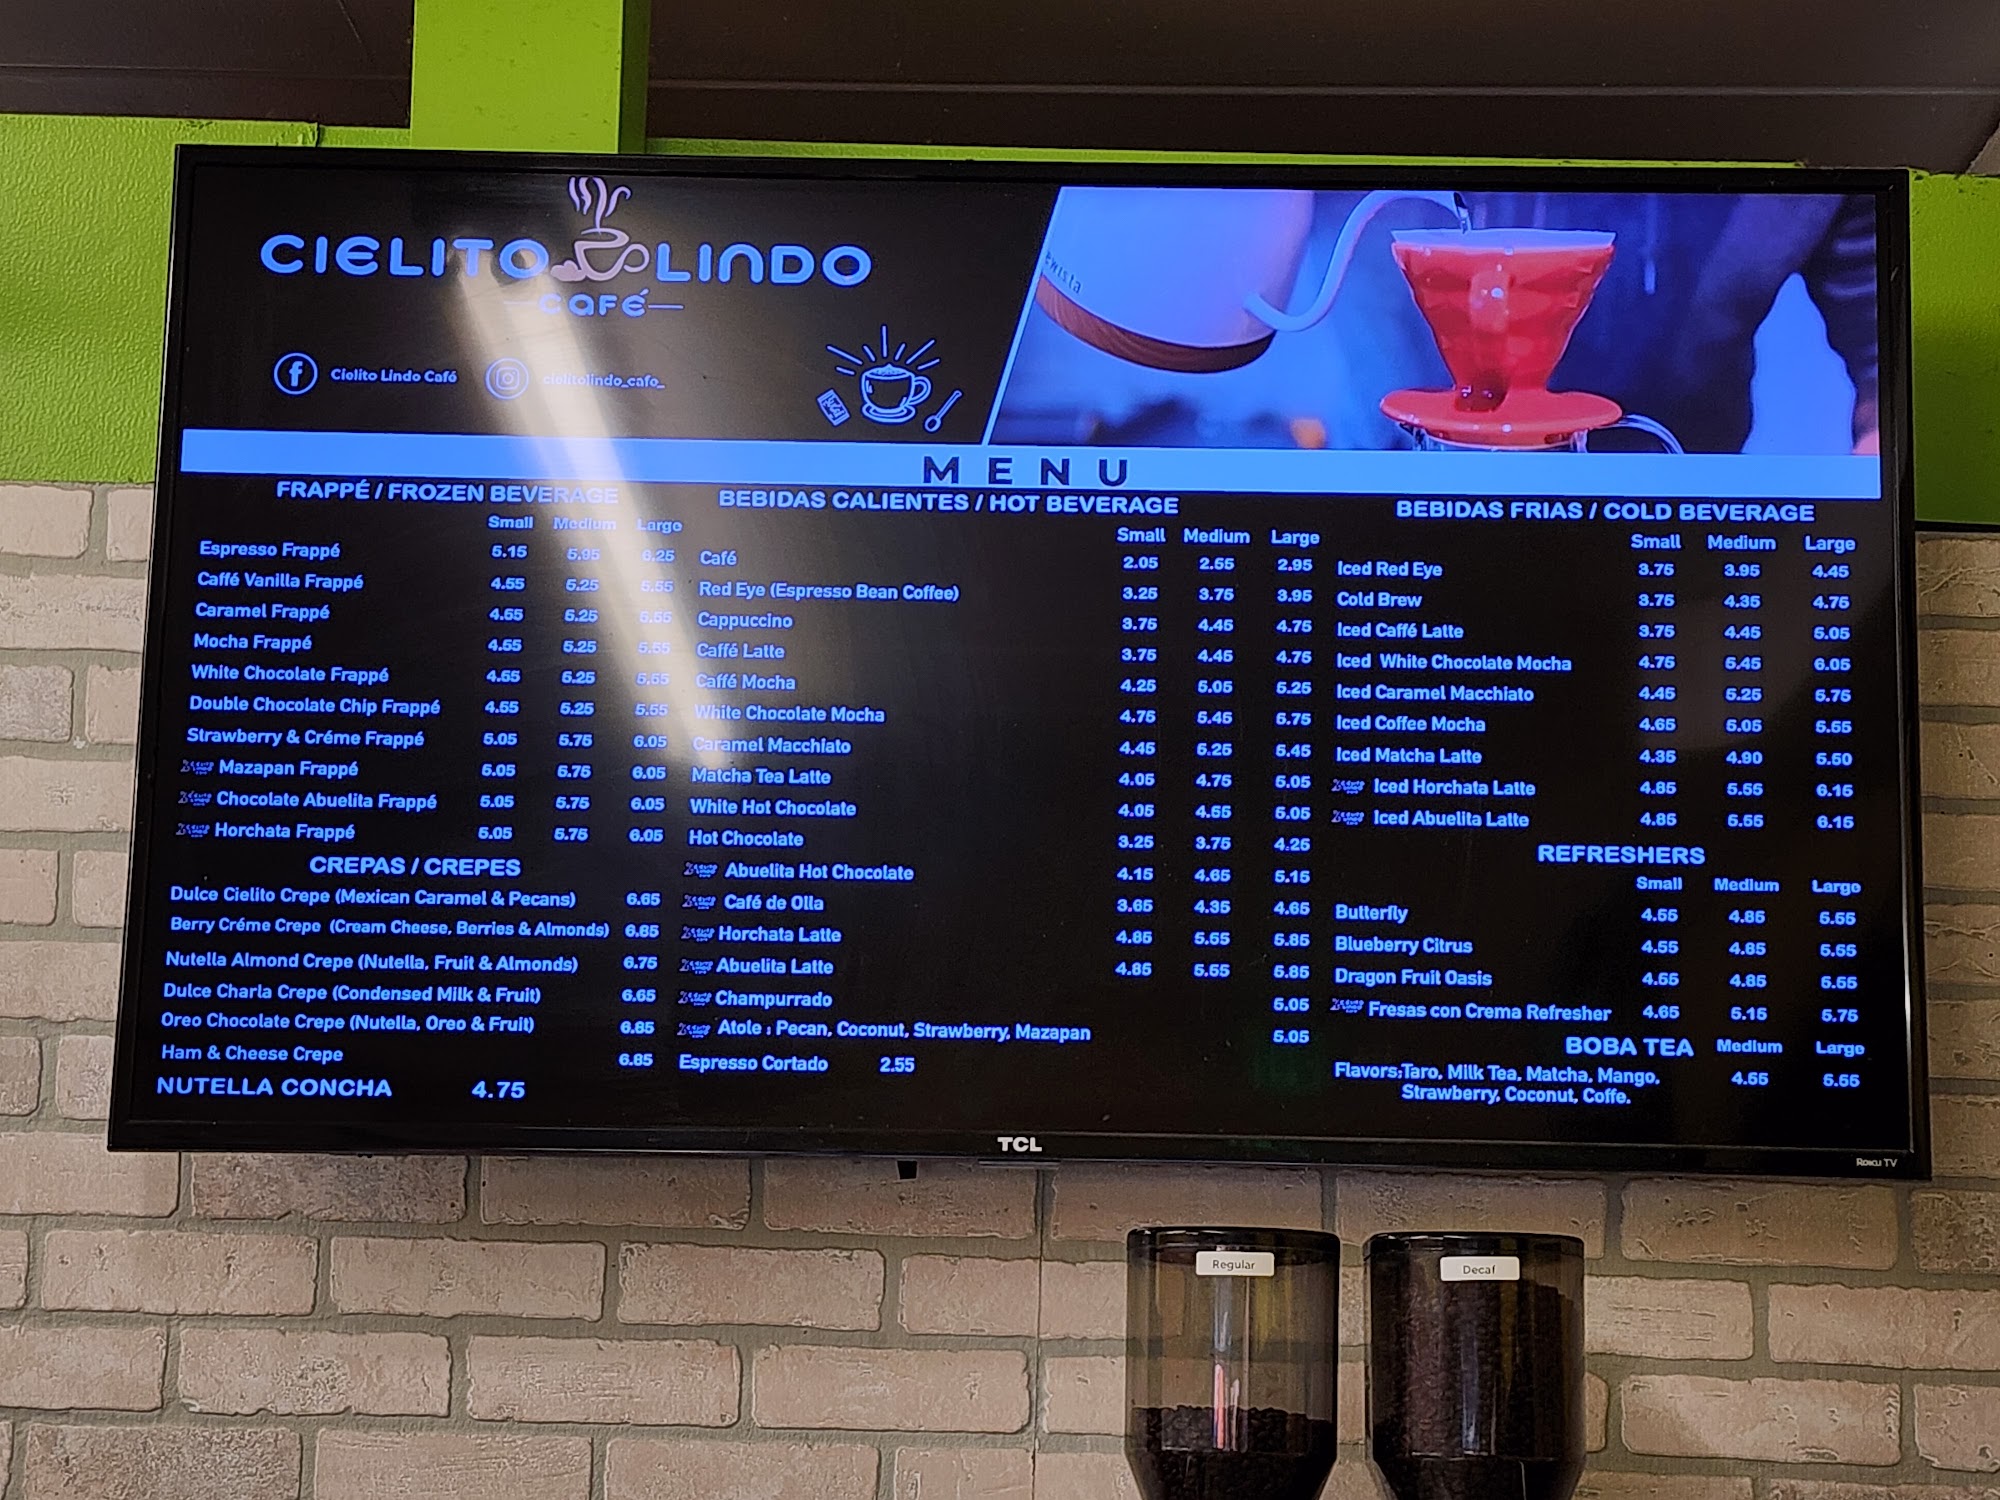 CIELITO LINDO
café
Cielito Lindo Café
cielitolindo_cafe_
MENU
FRAPPÉ / FROZEN BEVERAGE
Small Medium Large
Espresso Frappé 5.15 5.95 6.25
Caffé Vanilla Frappé 4.55 5.25 5.55
Caramel Frappé 4.55 5.25 5.55
Mocha Frappé 4.55 5.25 5.55
White Chocolate Frappé 4.55 5.25 5.55
Double Chocolate Chip Frappé 4.55 5.25 5.55
Strawberry & Créme Frappé 5.05 5.75 6.05
Mazapan Frappé 5.05 5.75 6.05
Chocolate Abuelita Frappé 5.05 5.75 6.05
Horchata Frappé 5.05 5.75 6.05
CREPAS / CREPES
Dulce Cielito Crepe (Mexican Caramel & Pecans) 6.65
Berry Créme Crepe (Cream Cheese, Berries & Almonds) 6.85
Nutella Almond Crepe (Nutella, Fruit & Almonds) 6.75
Dulce Charla Crepe (Condensed Milk & Fruit) 6.65
Oreo Chocolate Crepe (Nutella, Oreo & Fruit) 6.85
Ham & Cheese Crepe 6.85
NUTELLA CONCHA 4.75
BEBIDAS CALIENTES / HOT BEVERAGE
Small Medium Large
Café 2.05 2.55 2.95
Red Eye (Espresso Bean Coffee) 3.25 3.75 3.95
Cappuccino 3.75 4.45 4.75
Caffé Latte 3.75 4.45 4.75
Caffé Mocha 4.25 5.05 5.25
White Chocolate Mocha 4.75 5.45 5.75
Caramel Macchiato 4.45 5.25 5.45
Matcha Tea Latte 4.05 4.75 5.05
White Hot Chocolate 4.05 4.55 5.05
Hot Chocolate 3.25 3.75 4.25
Abuelita Hot Chocolate 4.15 4.65 5.15
Café de Olla 3.65 4.35 4.65
Horchata Latte 4.85 5.55 5.85
Abuelita Latte 4.85 5.55 5.85
Champurrado 5.05
Atole : Pecan, Coconut, Strawberry, Mazapan 5.05
Espresso Cortado 2.55
BEBIDAS FRIAS / COLD BEVERAGE
Small Medium Large
Iced Red Eye 3.75 3.95 4.45
Cold Brew 3.75 4.35 4.75
Iced Caffé Latte 3.75 4.45 5.05
Iced White Chocolate Mocha 4.75 5.45 6.05
Iced Caramel Macchiato 4.45 5.25 5.75
Iced Coffee Mocha 4.65 5.05 5.55
Iced Matcha Latte 4.35 4.90 5.50
Iced Horchata Latte 4.85 5.55 6.15
Iced Abuelita Latte 4.85 5.55 6.15
REFRESHERS
Small Medium Large
Butterfly 4.55 4.85 5.55
Blueberry Citrus 4.55 4.85 5.55
Dragon Fruit Oasis 4.55 4.85 5.55
Fresas con Crema Refresher 4.65 5.15 5.75
BOBA TEA Medium Large
Flavors:Taro, Milk Tea, Matcha, Mango, 4.55 5.55
Strawberry, Coconut, Coffe.
TCL
Roku TV
Regular
Decaf